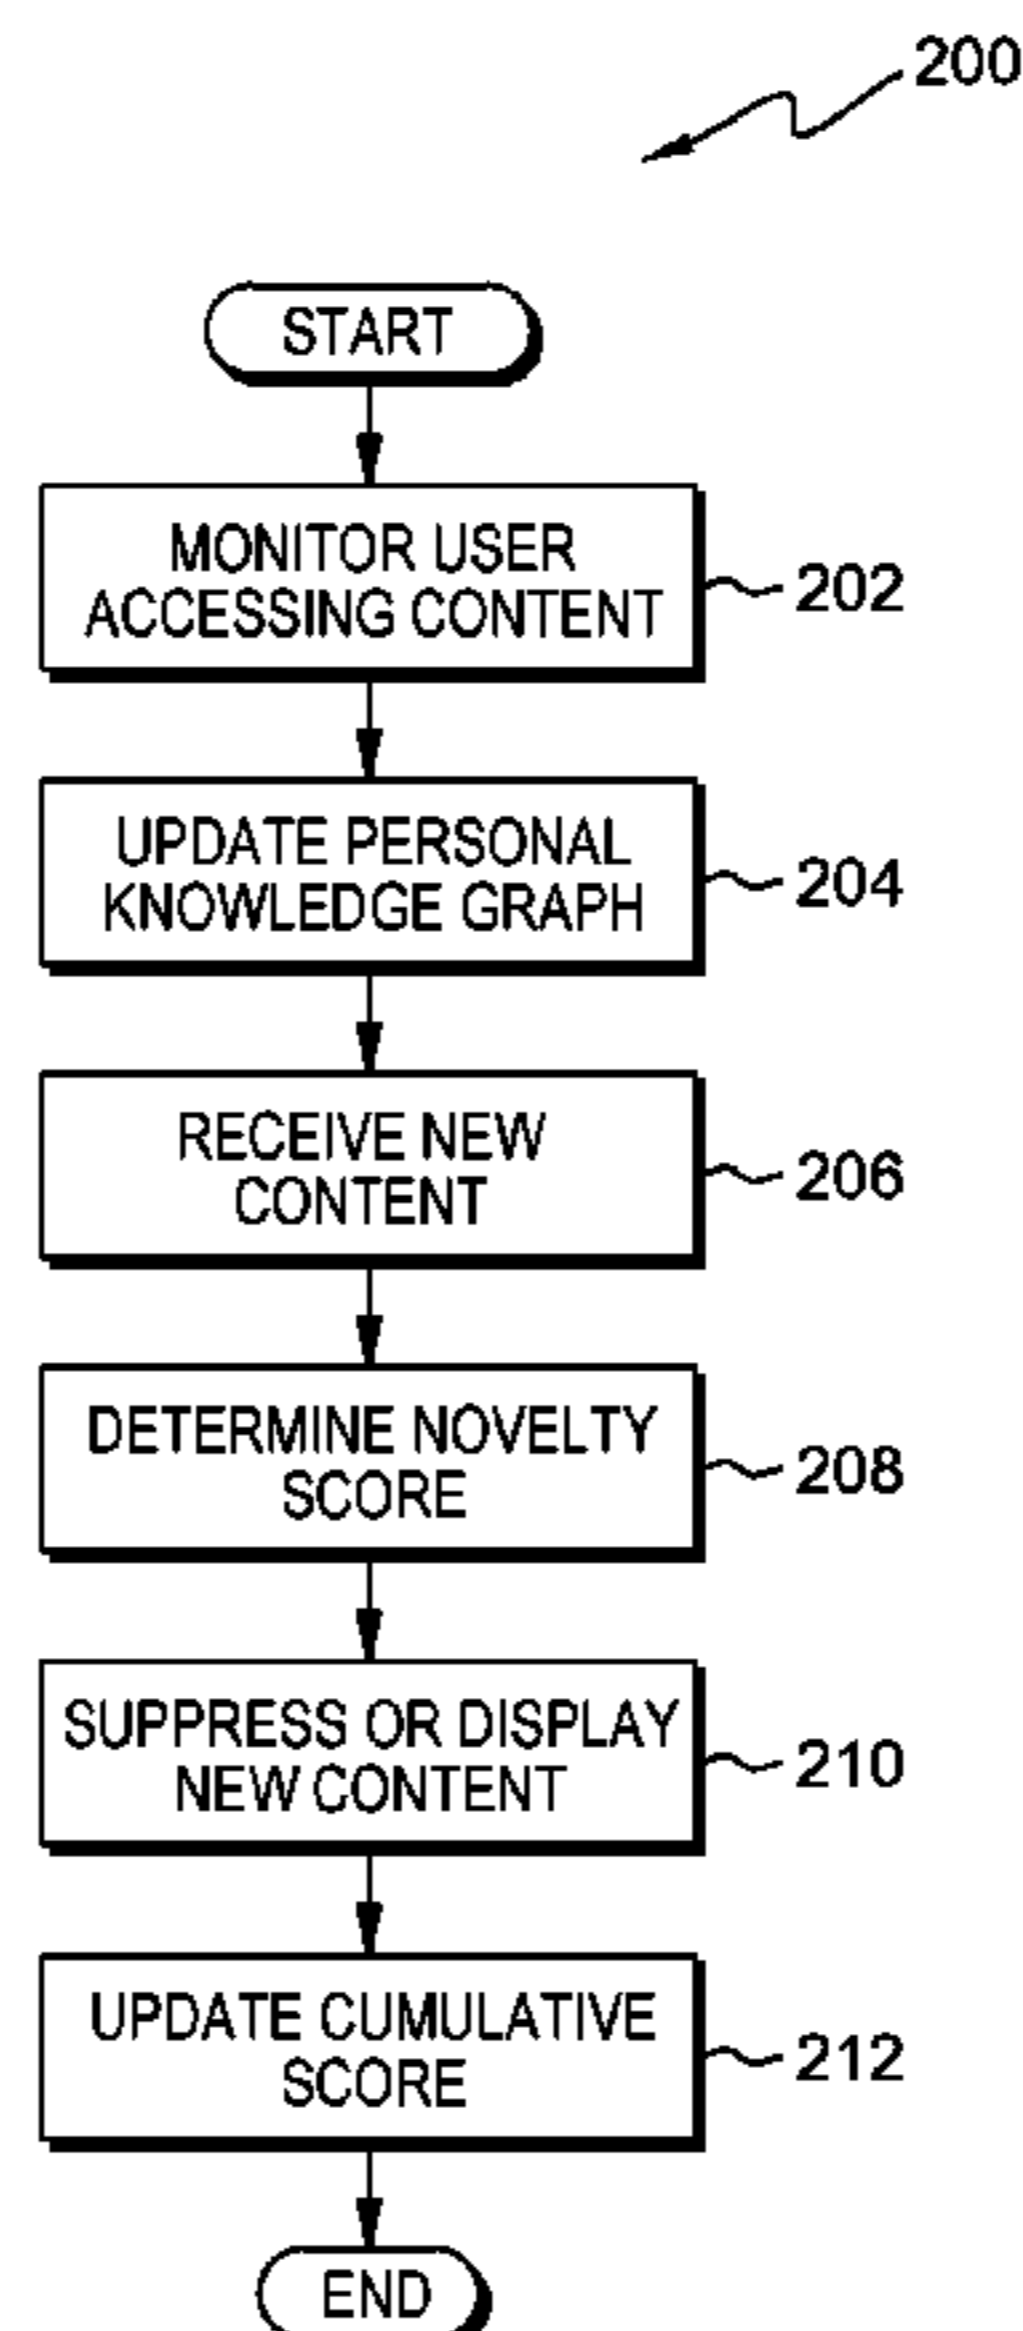 200
START
MONITOR USER
ACCESSING CONTENT
202
UPDATE PERSONAL
KNOWLEDGE GRAPH
204
RECEIVE NEW
CONTENT
206
DETERMINE NOVELTY
SCORE
208
SUPPRESS OR DISPLAY
NEW CONTENT
210
UPDATE CUMULATIVE
SCORE
212
END